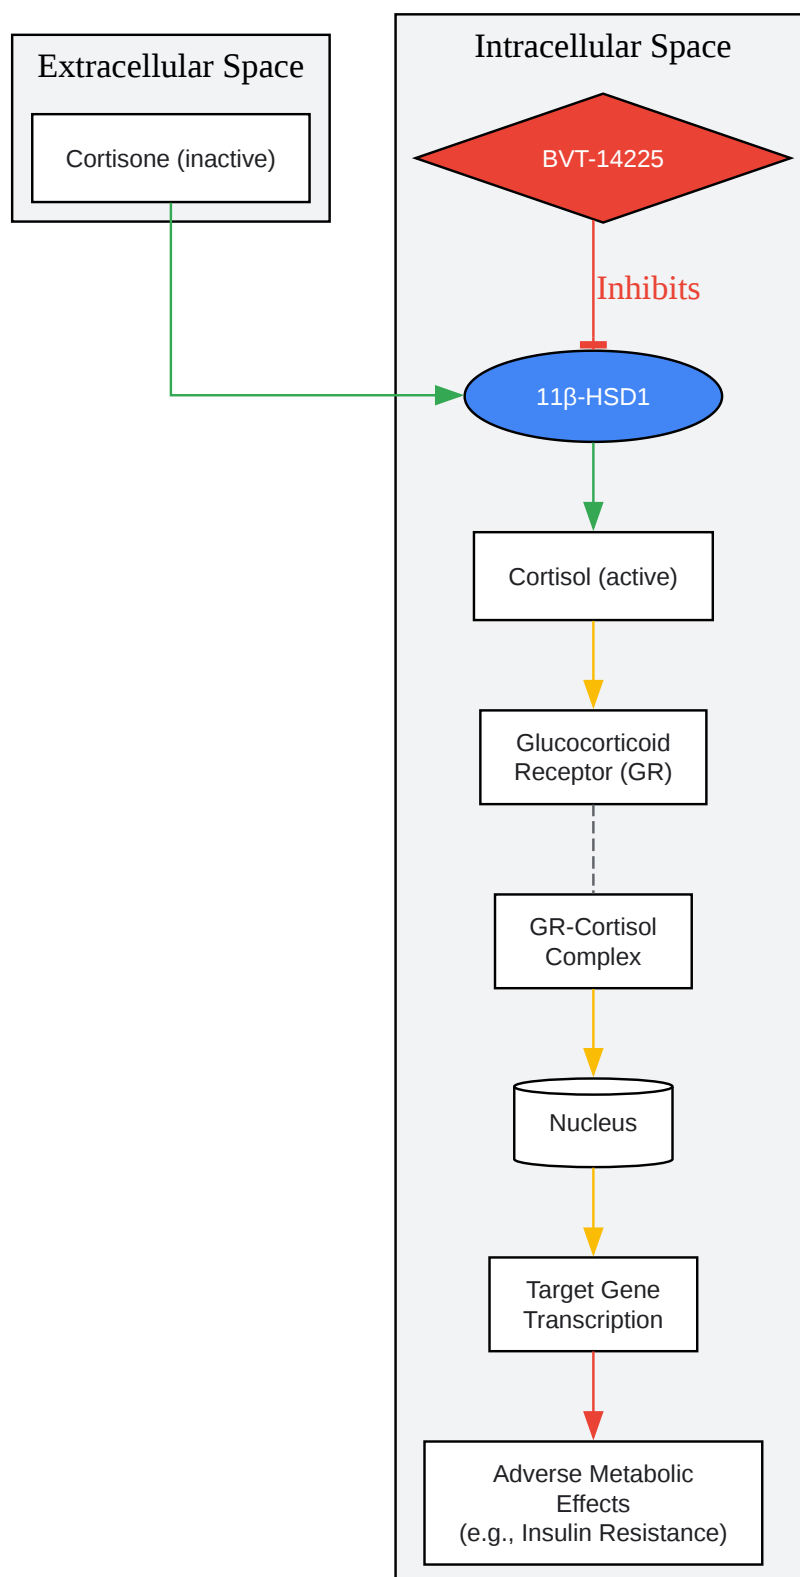 Extracellular Space
Cortisone (inactive)
Intracellular Space
BVT-14225
Inhibits
11β-HSD1
Cortisol (active)
Glucocorticoid
Receptor (GR)
GR-Cortisol
Complex
Nucleus
Target Gene
Transcription
Adverse Metabolic
Effects
(e.g., Insulin Resistance)